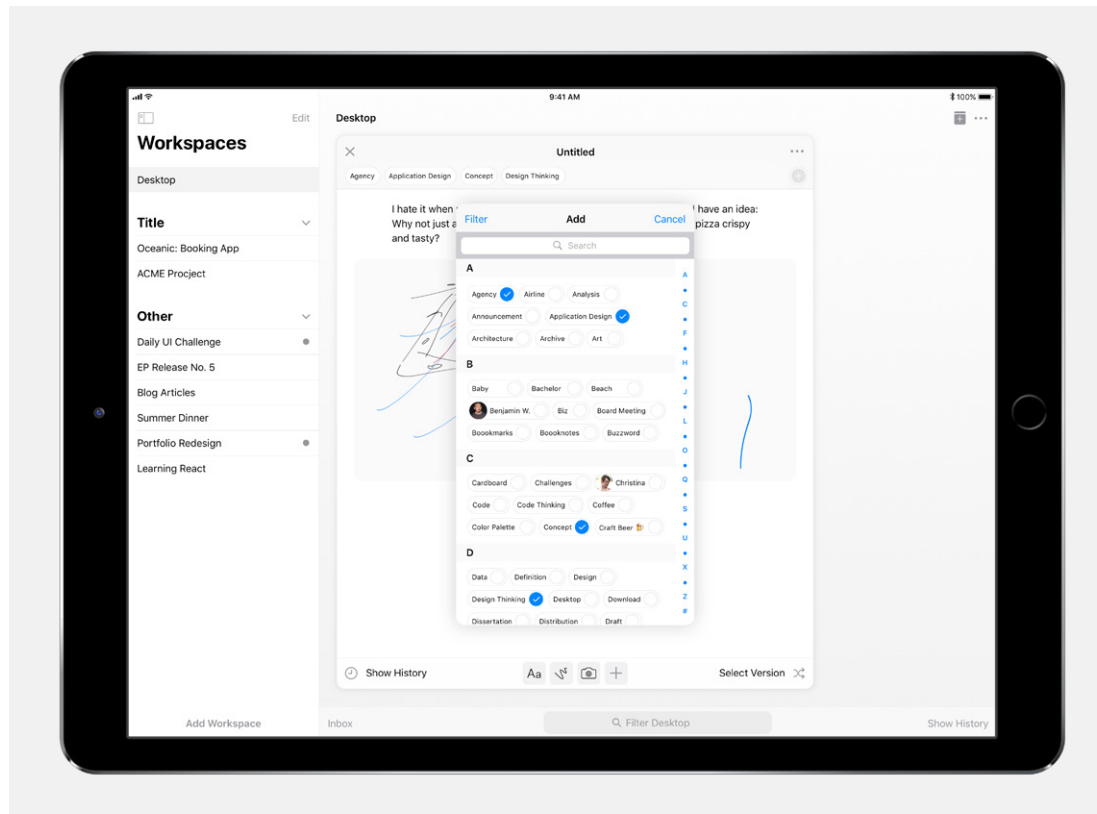 9:41 AM
100%
Edit
Workspaces
Desktop
Title
Oceanic: Booking App
ACME Procject
Other
Daily UI Challenge
EP Release No. 5
Blog Articles
Summer Dinner
Portfolio Redesign
Learning React
Add Workspace
Desktop
Untitled
Agency Application Design Concept Design Thinking
I hate it when I have an idea:
Why not just a pizza crispy
and tasty?
Filter Add Cancel
Search
A
Agency Airline Analysis
Announcement Application Design
Architecture Archive Art
B
Baby Bachelor Beach
Benjamin W. Biz Board Meeting
Boookmarks Boooknotes Buzzword
C
Cardboard Challenges Christina
Code Code Thinking Coffee
Color Palette Concept Craft Beer 🍻
D
Data Definition Design
Design Thinking Desktop Download
Dissertation Distribution Draft
A
C
F
H
J
L
O
Q
S
U
X
Z
#
Show History Aa Select Version
Inbox Filter Desktop Show History